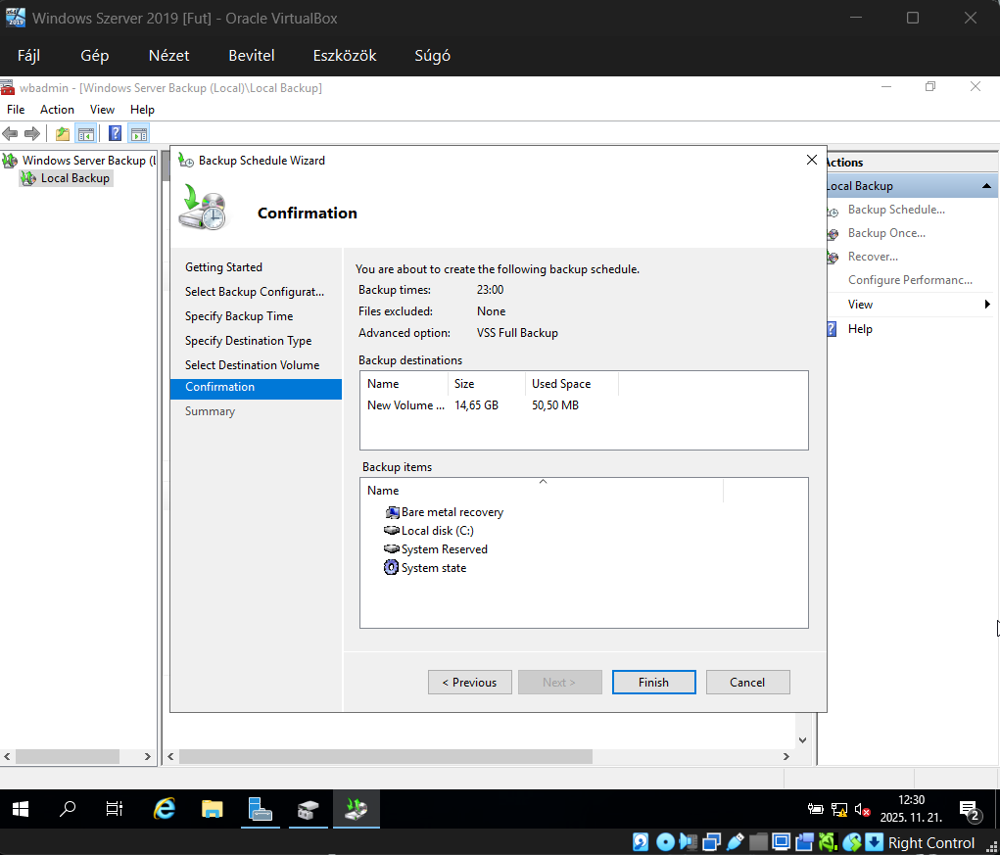 Windows Szerver 2019 [Fut] - Oracle VirtualBox
Fájl Gép Nézet Bevitel Eszközök Súgó
wbadmin - [Windows Server Backup (Local)\Local Backup]
File Action View Help
Windows Server Backup (l
Local Backup
Backup Schedule Wizard
Confirmation
Getting Started
Select Backup Configurat...
Specify Backup Time
Specify Destination Type
Select Destination Volume
Confirmation
Summary
You are about to create the following backup schedule.
Backup times: 23:00
Files excluded: None
Advanced option: VSS Full Backup
Backup destinations
Name Size Used Space
New Volume ... 14,65 GB 50,50 MB
Backup items
Name
Bare metal recovery
Local disk (C:)
System Reserved
System state
< Previous Next > Finish Cancel
Actions
Local Backup
Backup Schedule...
Backup Once...
Recover...
Configure Performanc...
View
Help
12:30
2025. 11. 21.
2
Right Control